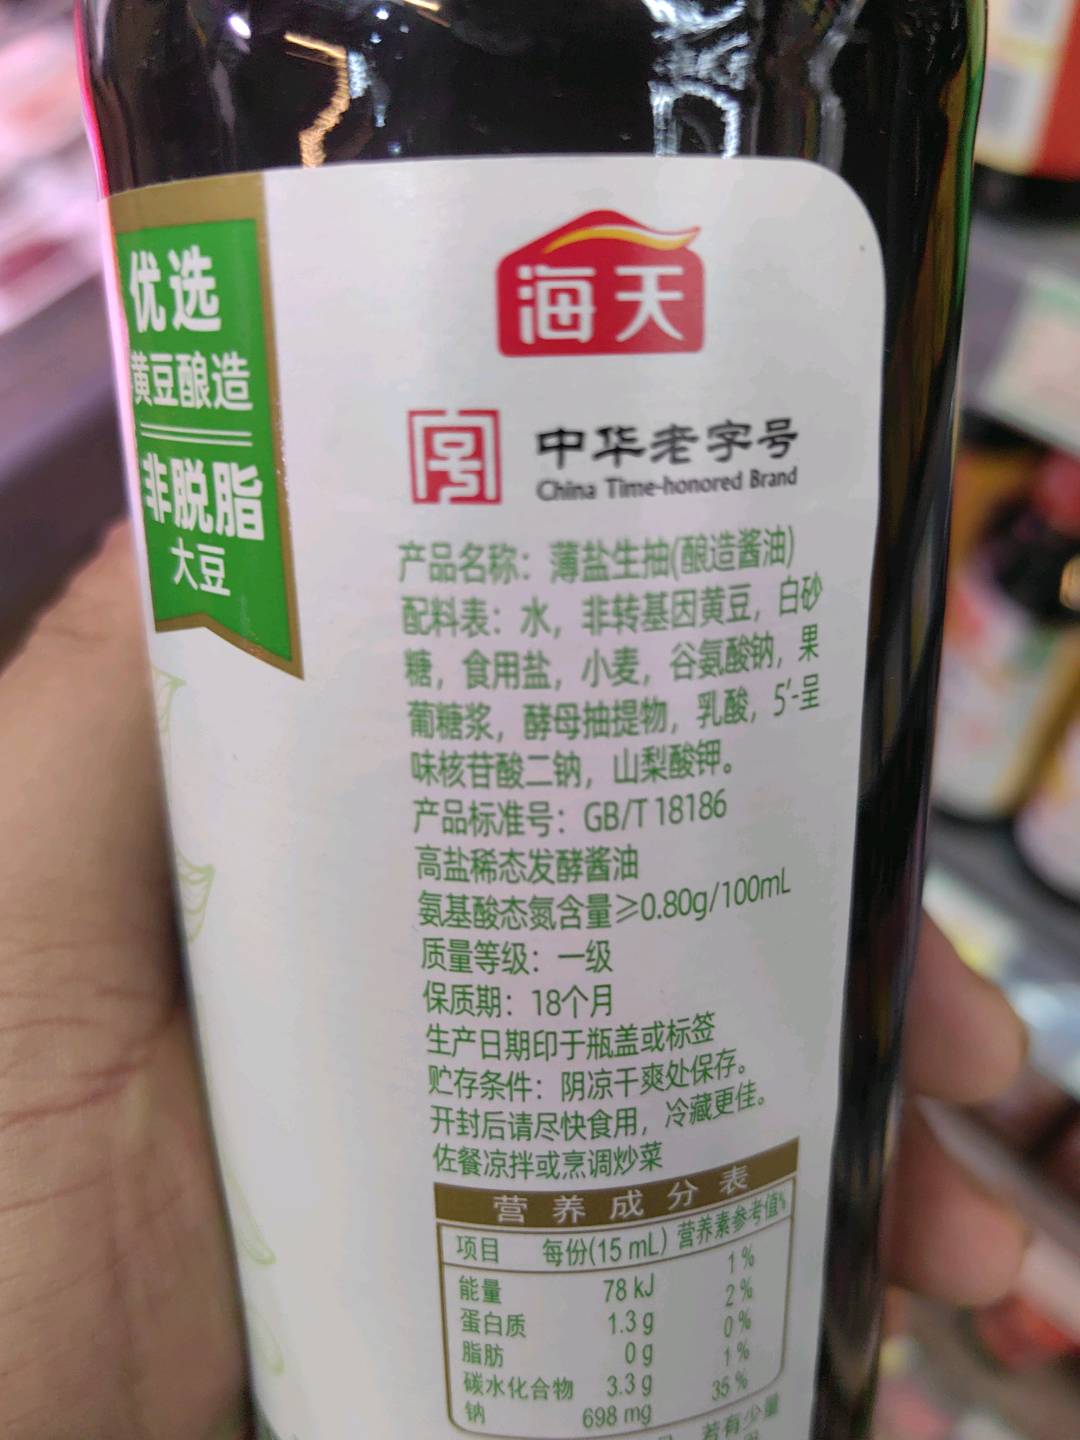 优选
黄豆酿造
非脱脂
大豆
海天
中华老字号
China Time-honored Brand
产品名称：薄盐生抽(酿造酱油)
配料表：水，非转基因黄豆，白砂
糖，食用盐，小麦，谷氨酸钠，果
葡糖浆，酵母抽提物，乳酸，5'-呈
味核苷酸二钠，山梨酸钾。
产品标准号：GB/T 18186
高盐稀态发酵酱油
氨基酸态氮含量≥0.80g/100mL
质量等级：一级
保质期：18个月
生产日期印于瓶盖或标签
贮存条件：阴凉干爽处保存。
开封后请尽快食用，冷藏更佳。
佐餐凉拌或烹调炒菜
营养成分表
项目 每份(15 mL) 营养素参考值%
能量 78 kJ 1%
蛋白质 1.3 g 2%
脂肪 0 g 0%
碳水化合物 3.3 g 1%
钠 698 mg 35%
若有少量